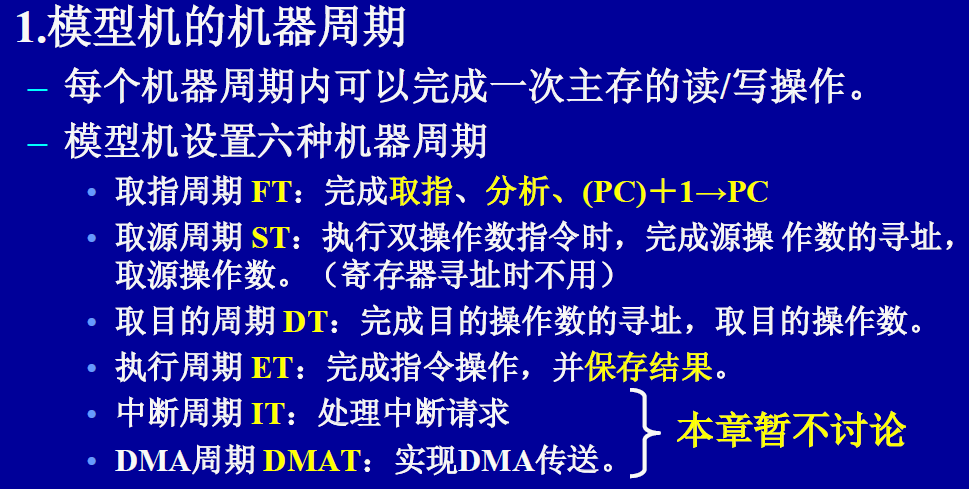 1.模型机的机器周期
– 每个机器周期内可以完成一次主存的读/写操作。
– 模型机设置六种机器周期
• 取指周期 FT：完成取指、分析、(PC)＋1→PC
• 取源周期 ST：执行双操作数指令时，完成源操 作数的寻址，
取源操作数。（寄存器寻址时不用）
• 取目的周期 DT：完成目的操作数的寻址，取目的操作数。
• 执行周期 ET：完成指令操作，并保存结果。
• 中断周期 IT：处理中断请求
• DMA周期 DMAT：实现DMA传送。
本章暂不讨论